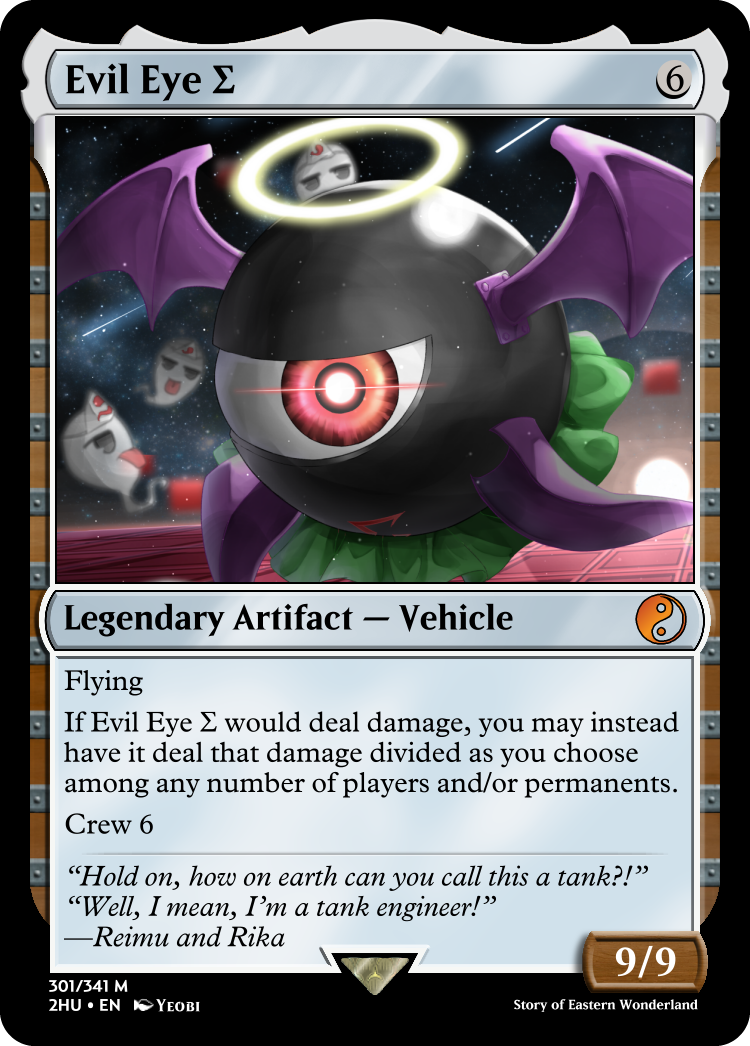 Evil Eye Σ
6
Legendary Artifact — Vehicle
Flying
If Evil Eye Σ would deal damage, you may instead
have it deal that damage divided as you choose
among any number of players and/or permanents.
Crew 6
“Hold on, how on earth can you call this a tank?!”
“Well, I mean, I’m a tank engineer!”
—Reimu and Rika
9/9
301/341 M
2HU • EN YEOBI
Story of Eastern Wonderland